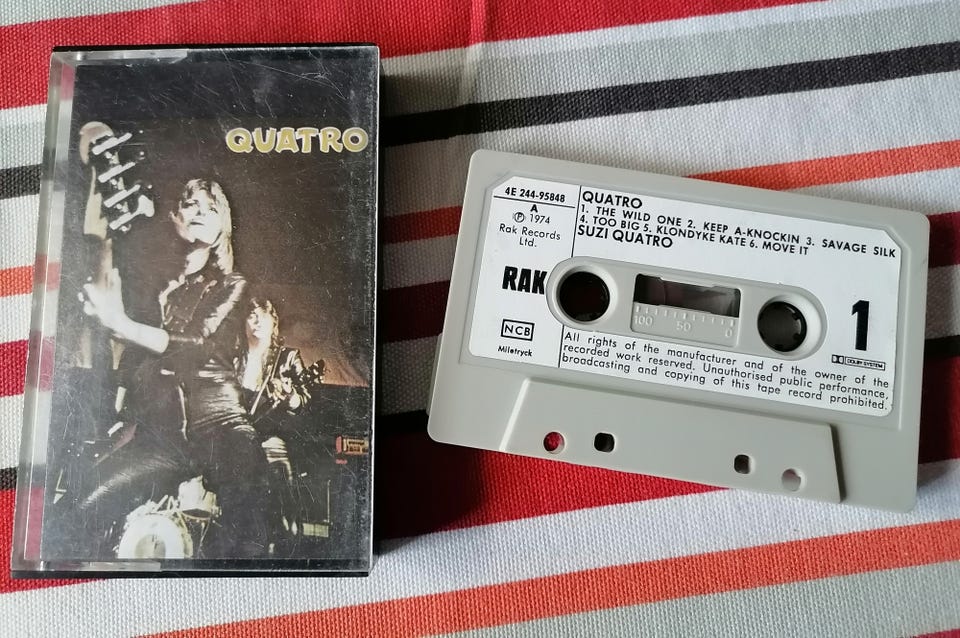 QUATRO
4E 244-95848
A
Ⓟ 1974
Rak Records
Ltd.
QUATRO
1. THE WILD ONE 2. KEEP A-KNOCKIN 3. SAVAGE SILK
4. TOO BIG 5. KLONDYKE KATE 6. MOVE IT
SUZI QUATRO
RAK
100 50 0
1
NCB
Miletryck
DOLBY SYSTEM
All rights of the manufacturer and of the owner of the
recorded work reserved. Unauthorised public performance,
broadcasting and copying of this tape record prohibited.